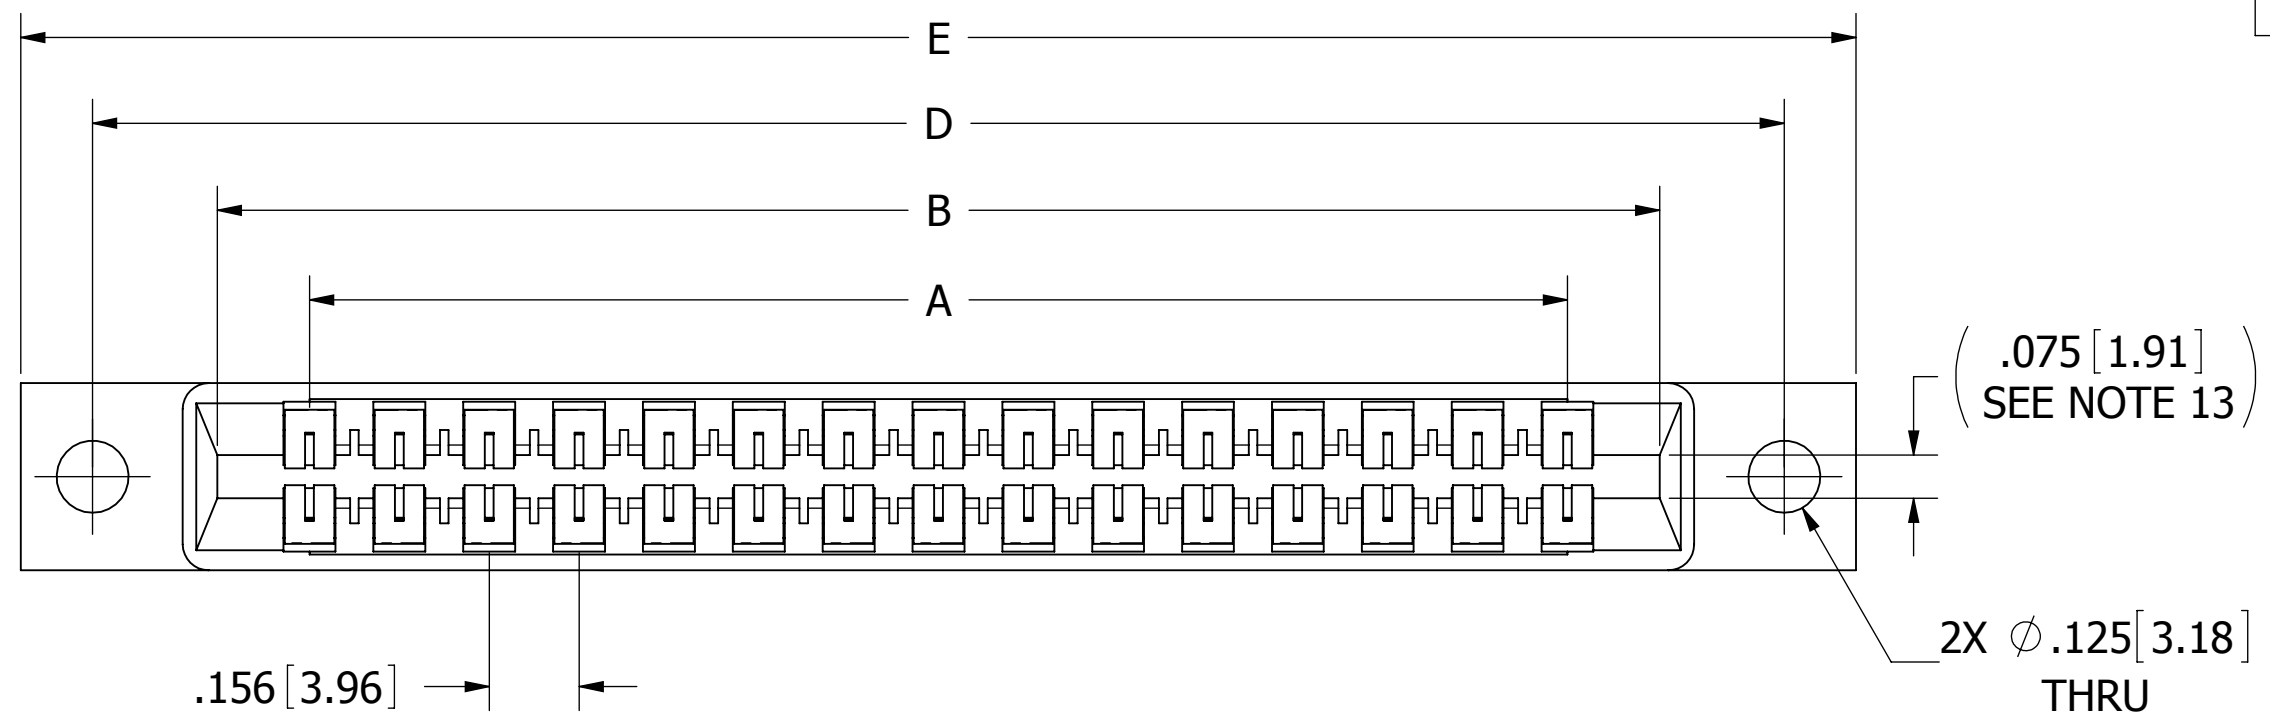 E
D
B
A
.075[1.91]
SEE NOTE 13
2X ∅.125[3.18]
THRU
.156[3.96]